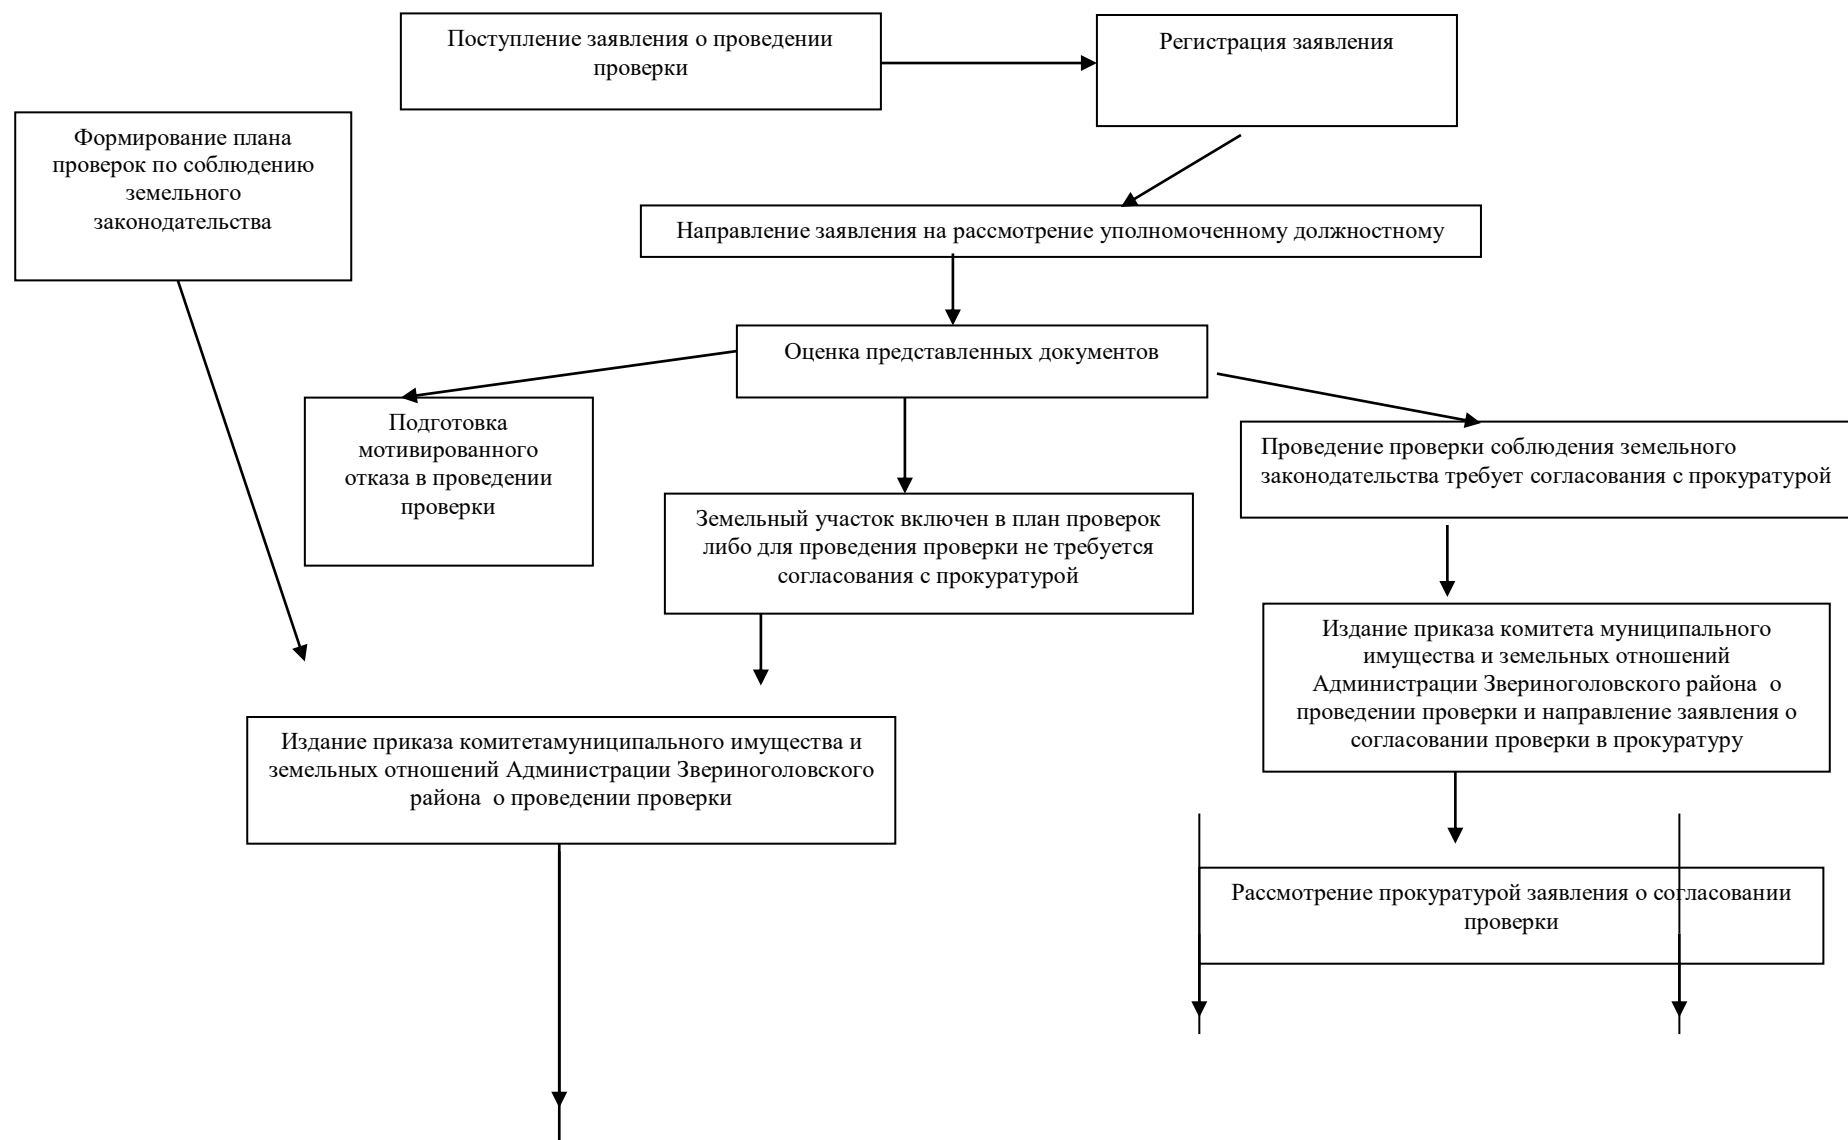 Поступление заявления о проведении
проверки
Регистрация заявления
Формирование плана
проверок по соблюдению
земельного
законодательства
Направление заявления на рассмотрение уполномоченному должностному
Оценка представленных документов
Подготовка
мотивированного
отказа в проведении
проверки
Земельный участок включен в план проверок
либо для проведения проверки не требуется
согласования с прокуратурой
Проведение проверки соблюдения земельного
законодательства требует согласования с прокуратурой
Издание приказа комитета муниципального
имущества и земельных отношений
Администрации Звериноголовского района  о
проведении проверки и направление заявления о
согласовании проверки в прокуратуру
Издание приказа комитетамуниципального имущества и
земельных отношений Администрации Звериноголовского
района  о проведении проверки
Рассмотрение прокуратурой заявления о согласовании
проверки